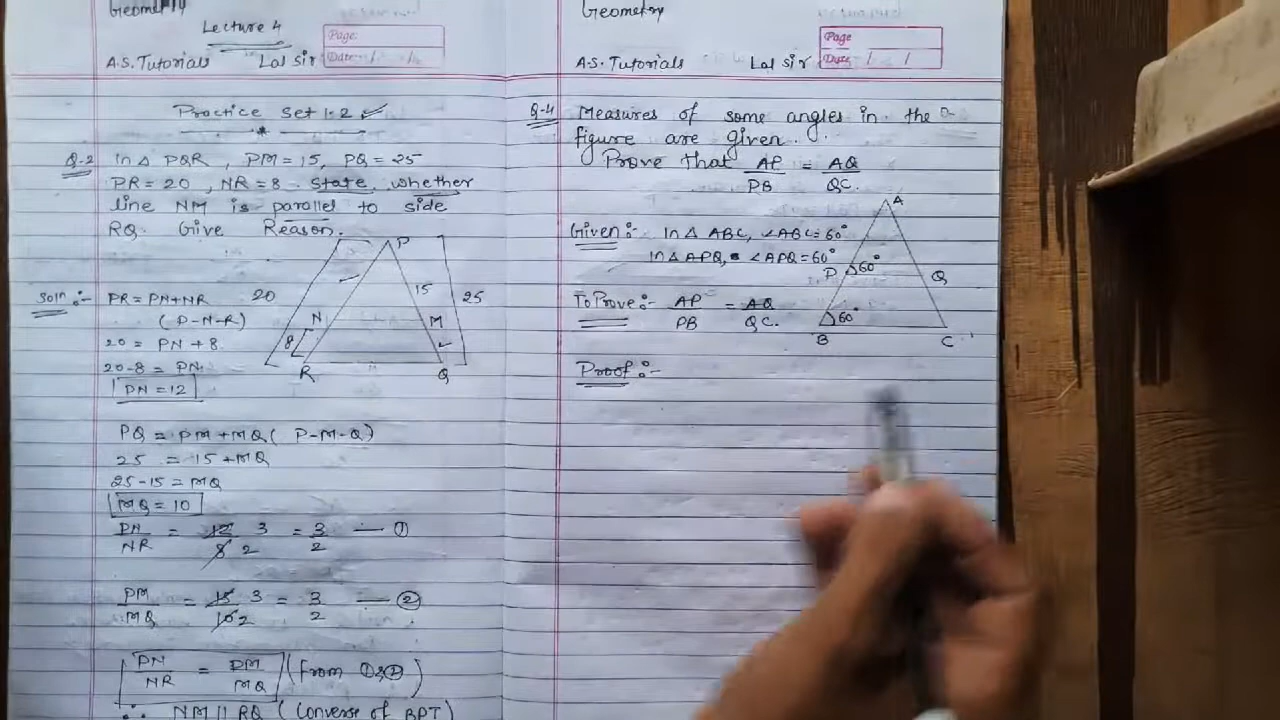 Geometry
Lecture 4
Page:
Date: / /
A.S. Tutorials Lal Sir
Practice Set 1.2 ✓
Q-2 In Δ PQR, PM = 15, PQ = 25
PR = 20, NR = 8. State whether
line NM is parallel to side
RQ. Give Reason.
Soln :- PR = PN + NR
(P-N-R)
20 = PN + 8
20-8 = PN
PN = 12
P
20
15
25
N
M
8
R
Q
PQ = PM + MQ ( P-M-Q)
25 = 15 + MQ
25-15 = MQ
MQ = 10
PN/NR = 12/8 3/2 = 3/2 — ①
PM/MQ = 15/10 3/2 = 3/2 — ②
PN/NR = PM/MQ (from ① & ②)
∴ NM || RQ (Converse of BPT)
Geometry
Page
Date / /
A.S. Tutorials Lal Sir
Q-4 Measures of some angles in the
figure are given.
Prove that AP/PB = AQ/QC.
Given :- In Δ ABC, ∠ABC = 60°
In Δ APQ, ∠APQ = 60°
To Prove :- AP/PB = AQ/QC.
A
P 60° Q
60°
B C
Proof :-